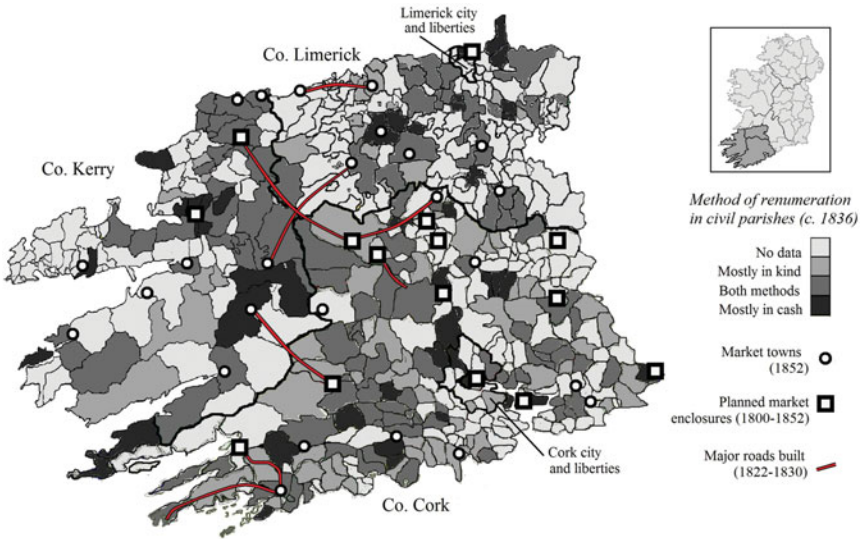 Limerick city
and liberties
Co. Limerick
Co. Kerry
Method of renumeration
in civil parishes (c. 1836)
No data
Mostly in kind
Both methods
Mostly in cash
Market towns
(1852)
Planned market
enclosures (1800-1852)
Major roads built
(1822-1830)
Cork city
and liberties
Co. Cork